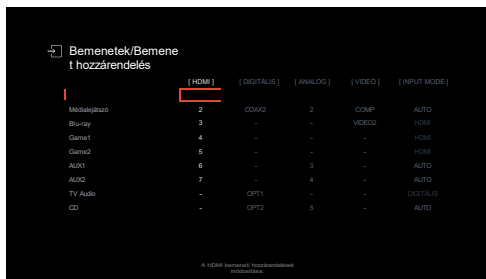 Bemenetek/Bemene
t hozzárendelés
[ HDMI ] [ DIGITÁLIS ] [ ANALOG ] [ VIDEÓ ] [ INPUT MODE ]
Médialejátszó 2 COAX2 2 COMP AUTO
Blu-ray 3 – – VIDEO2 HDMI
Game1 4 – – – HDMI
Game2 5 – – – HDMI
AUX1 6 – 3 – AUTO
AUX2 7 – 4 – AUTO
TV Audio - OPT1 – – DIGITÁLIS
CD - OPT2 5 – AUTO
A HDMI bemeneti hozzárendelések
módosítása.